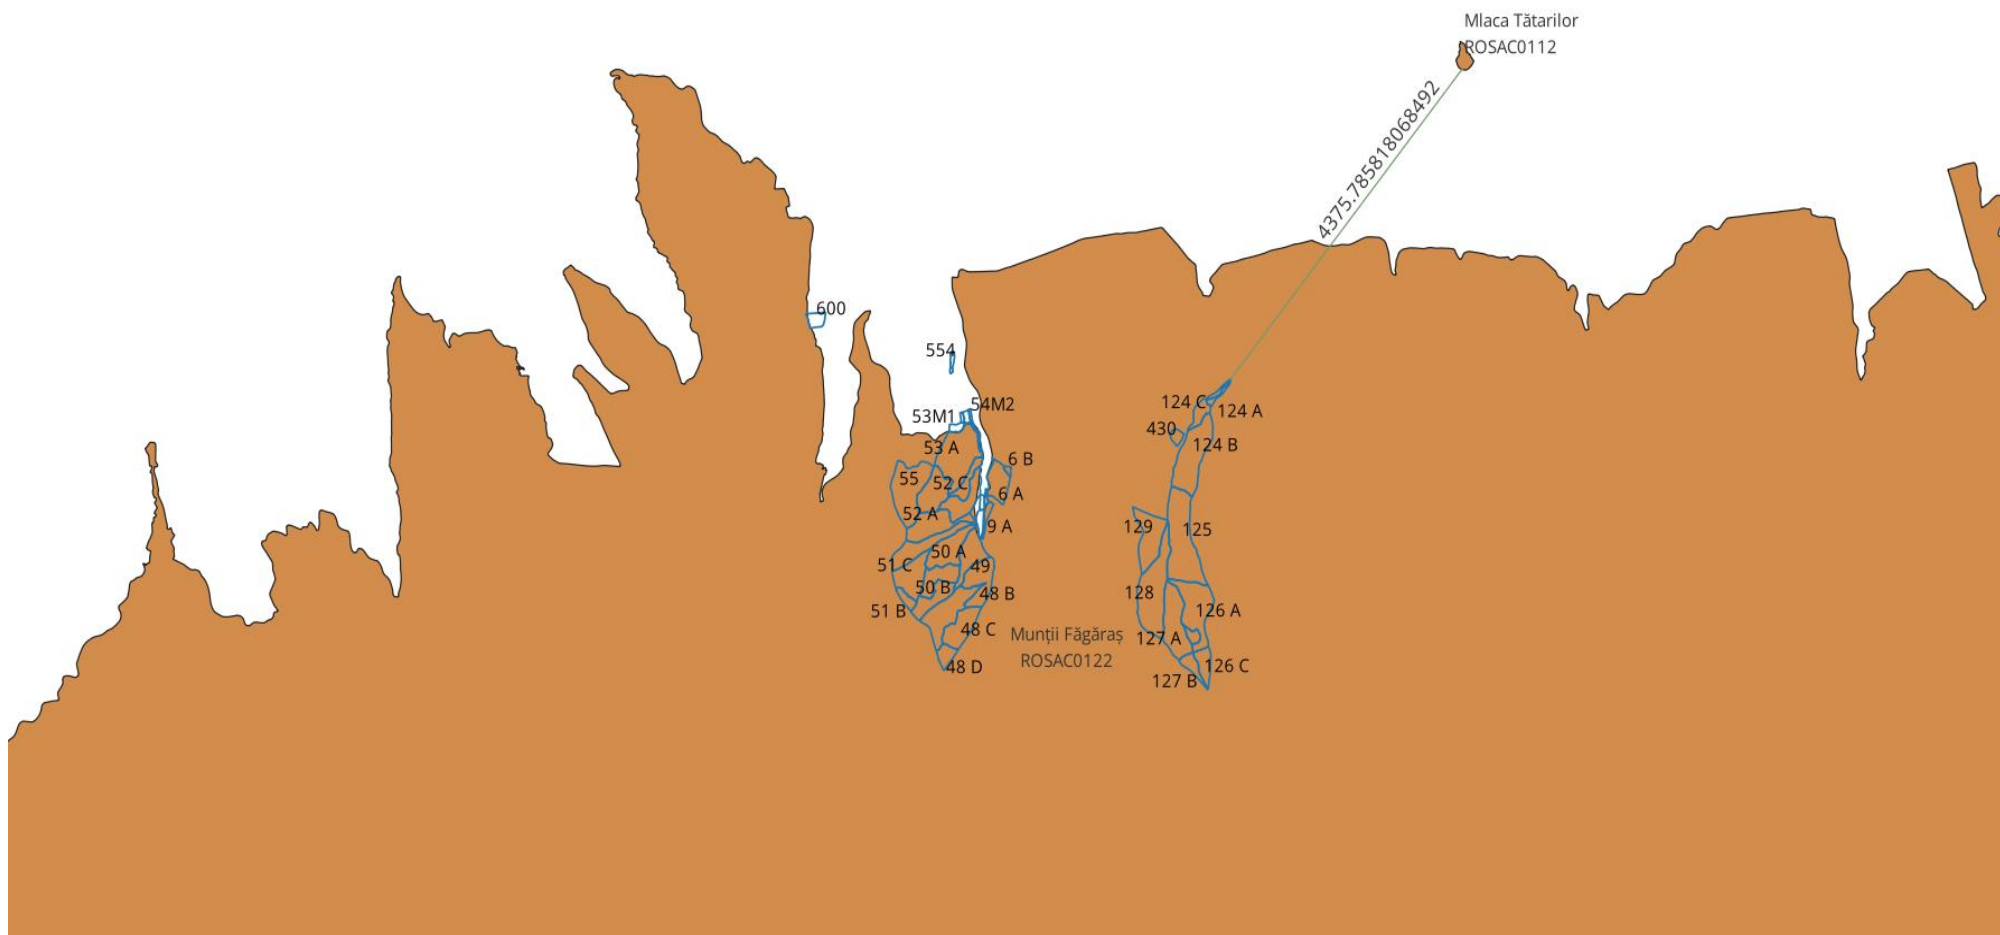 Mlaca Tătarilor
ROSAC0112
4375.785818068492
600
554
53M1
54M2
53 A
55
52 C
52 A
6 B
6 A
9 A
50 A
51 C
49
50 B
48 B
51 B
48 C
48 D
Munții Făgăraș
ROSAC0122
124 C
124 A
430
124 B
129
125
128
126 A
127 A
126 C
127 B